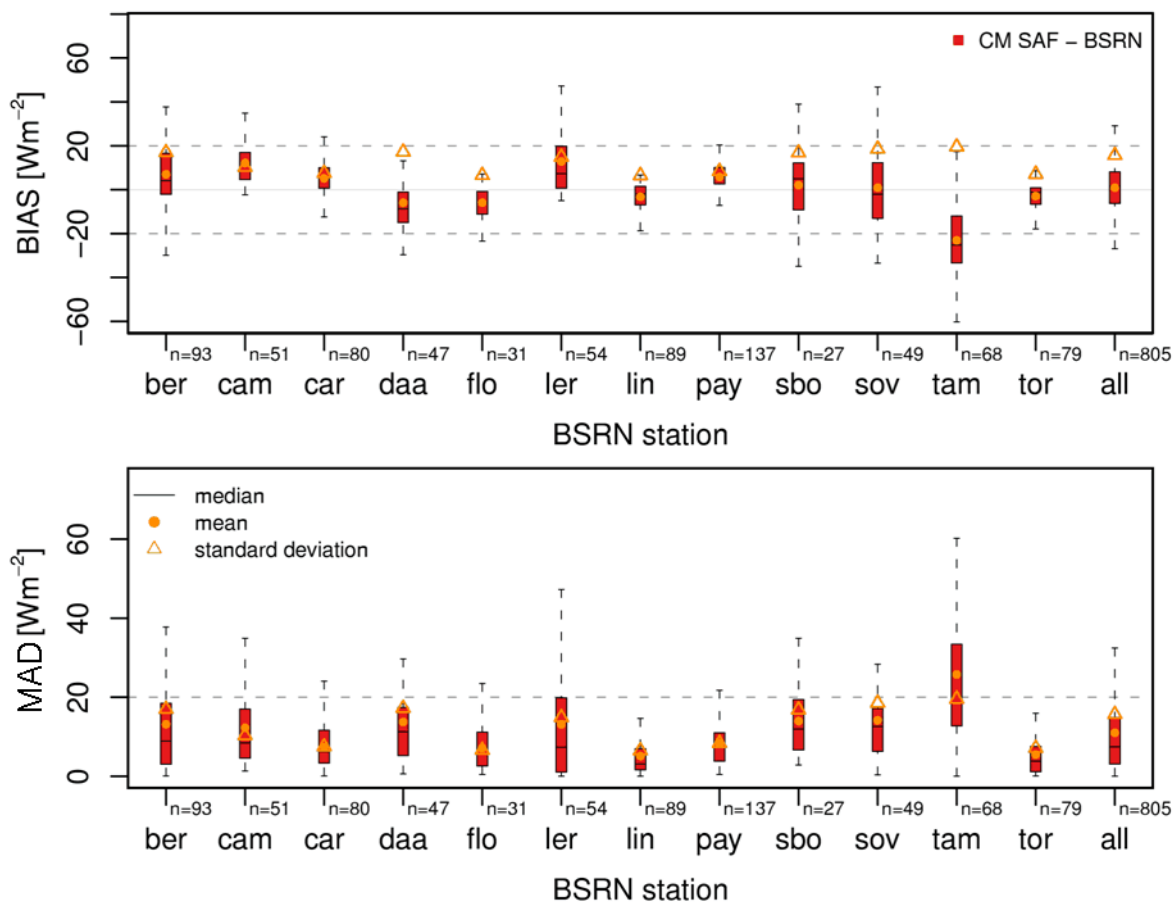 CM SAF − BSRN
BIAS [Wm−2]
60
20
−20
−60
n=93 n=51 n=80 n=47 n=31 n=54 n=89 n=137 n=27 n=49 n=68 n=79 n=805
ber cam car daa flo ler lin pay sbo sov tam tor all
BSRN station
median
mean
standard deviation
MAD [Wm−2]
60
40
20
0
n=93 n=51 n=80 n=47 n=31 n=54 n=89 n=137 n=27 n=49 n=68 n=79 n=805
ber cam car daa flo ler lin pay sbo sov tam tor all
BSRN station